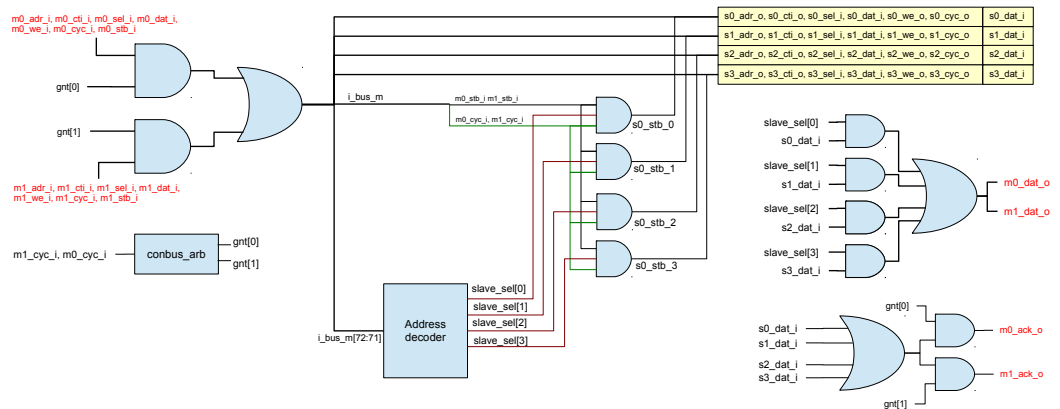 m0_adr_i, m0_cti_i, m0_sel_i, m0_dat_i,
m0_we_i, m0_cyc_i, m0_stb_i
gnt[0]
gnt[1]
m1_adr_i, m1_cti_i, m1_sel_i, m1_dat_i,
m1_we_i, m1_cyc_i, m1_stb_i
m1_cyc_i, m0_cyc_i
conbus_arb
gnt[0]
gnt[1]
i_bus_m
m0_stb_i m1_stb_i
m0_cyc_i, m1_cyc_i
s0_stb_0
s0_stb_1
s0_stb_2
s0_stb_3
i_bus_m[72:71]
Address
decoder
slave_sel[0]
slave_sel[1]
slave_sel[2]
slave_sel[3]
s0_adr_o, s0_cti_o, s0_sel_i, s0_dat_i, s0_we_o, s0_cyc_o s0_dat_i
s1_adr_o, s1_cti_o, s1_sel_i, s1_dat_i, s1_we_o, s1_cyc_o s1_dat_i
s2_adr_o, s2_cti_o, s2_sel_i, s2_dat_i, s2_we_o, s2_cyc_o s2_dat_i
s3_adr_o, s3_cti_o, s3_sel_i, s3_dat_i, s3_we_o, s3_cyc_o s3_dat_i
slave_sel[0]
s0_dat_i
slave_sel[1]
s1_dat_i
slave_sel[2]
s2_dat_i
slave_sel[3]
s3_dat_i
m0_dat_o
m1_dat_o
s0_dat_i
s1_dat_i
s2_dat_i
s3_dat_i
gnt[0]
m0_ack_o
m1_ack_o
gnt[1]